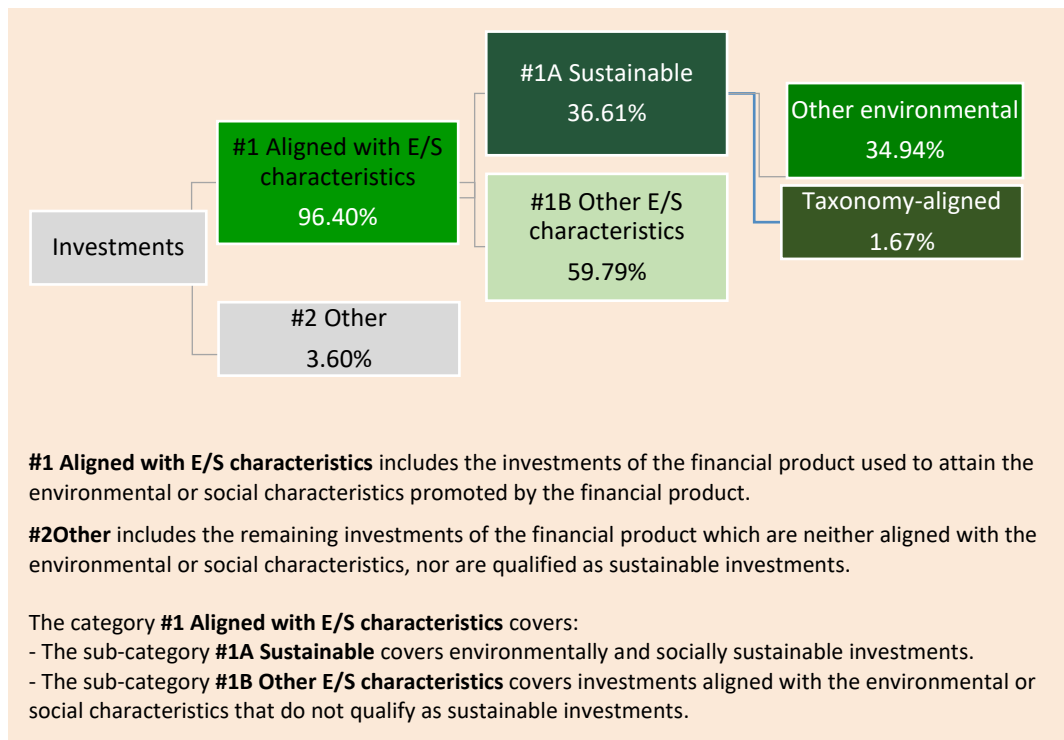 #1A Sustainable
36.61%
Other environmental
34.94%
#1 Aligned with E/S
characteristics
96.40%
#1B Other E/S
characteristics
59.79%
Taxonomy-aligned
1.67%
Investments
#2 Other
3.60%
#1 Aligned with E/S characteristics includes the investments of the financial product used to attain the
environmental or social characteristics promoted by the financial product.
#2Other includes the remaining investments of the financial product which are neither aligned with the
environmental or social characteristics, nor are qualified as sustainable investments.
The category #1 Aligned with E/S characteristics covers:
- The sub-category #1A Sustainable covers environmentally and socially sustainable investments.
- The sub-category #1B Other E/S characteristics covers investments aligned with the environmental or
social characteristics that do not qualify as sustainable investments.